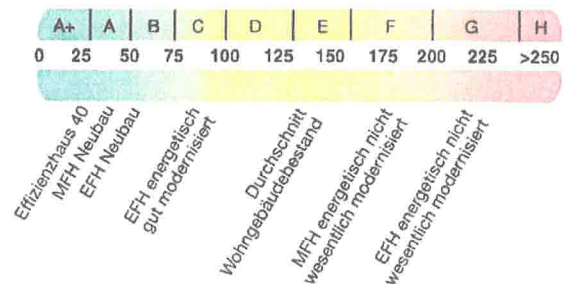 A+ A B C D E F G H
0 25 50 75 100 125 150 175 200 225 >250
Effizienzhaus 40
MFH Neubau
EFH Neubau
EFH energetisch
gut modernisiert
Durchschnitt
Wohngebäudebestand
MFH energetisch nicht
wesentlich modernisiert
EFH energetisch nicht
wesentlich modernisiert